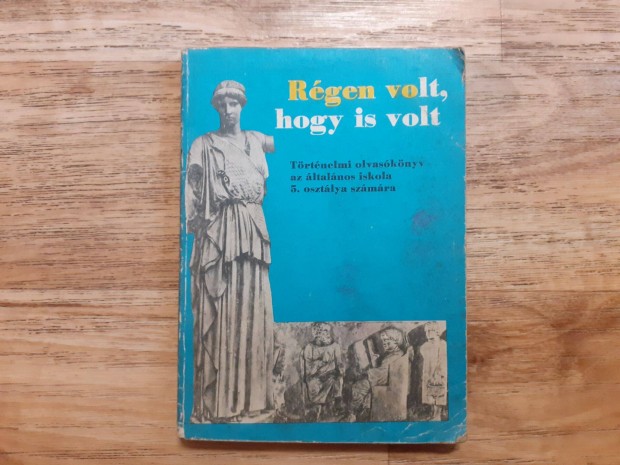 Régen volt,
hogy is volt
Történelmi olvasókönyv
az általános iskola
5. osztálya számára